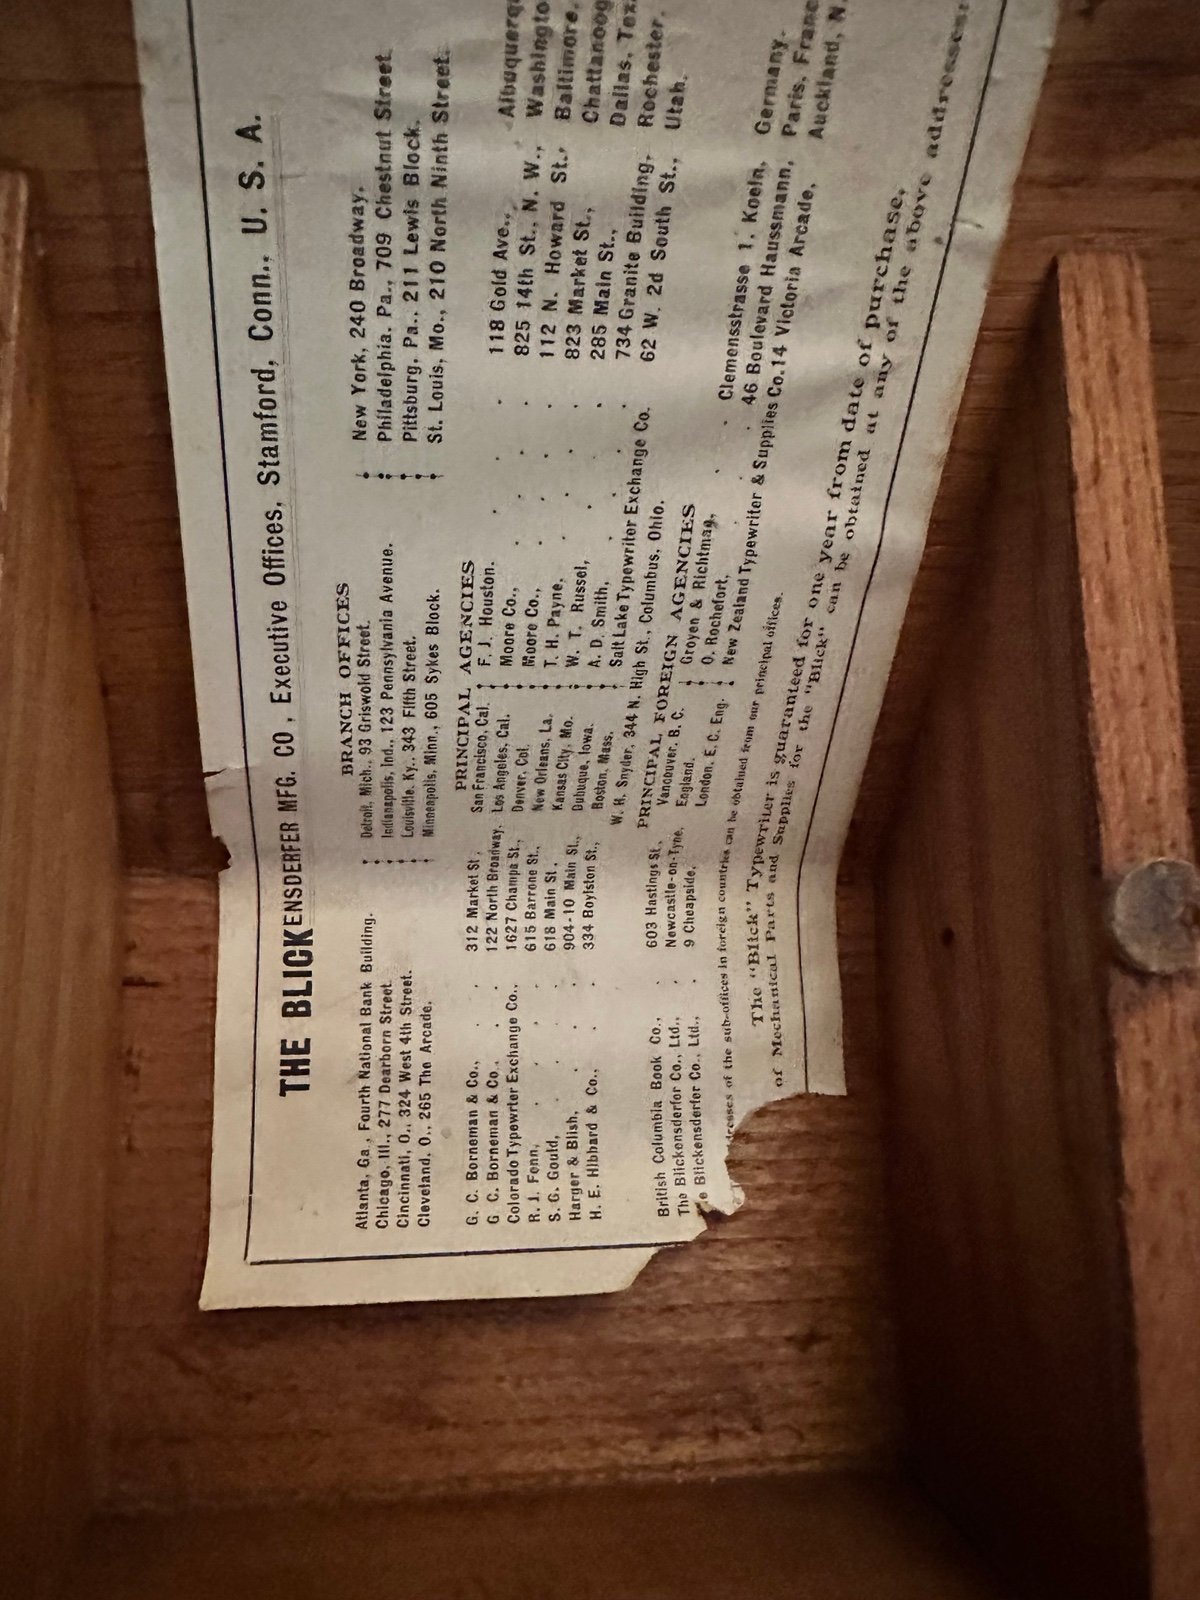 THE BLICKENSDERFER MFG. CO., Executive Offices, Stamford, Conn., U. S. A.
BRANCH OFFICES
Atlanta, Ga., Fourth National Bank Building. Detroit, Mich., 93 Griswold Street. New York, 240 Broadway.
Chicago, Ill., 277 Dearborn Street. Indianapolis, Ind., 123 Pennsylvania Avenue. Philadelphia, Pa., 709 Chestnut Street
Cincinnati, O., 324 West 4th Street. Louisville, Ky., 343 Fifth Street. Pittsburg, Pa., 211 Lewis Block.
Cleveland, O., 265 The Arcade. Minneapolis, Minn., 605 Sykes Block. St. Louis, Mo., 210 North Ninth Street.
PRINCIPAL AGENCIES
G. C. Borneman & Co., . . 312 Market St., San Francisco, Cal. F. J. Houston, . . . 118 Gold Ave., Albuquerq
G. C. Borneman & Co., . 122 North Broadway, Los Angeles, Cal. Moore Co., . . . 825 14th St., N. W., Washingto
Colorado Typewrter Exchange Co., 1627 Champa St., Denver, Col. Moore Co., . . . 112 N. Howard St., Baltimore,
R. J. Fenn, . . . 615 Barrone St., New Orleans, La. T. H. Payne, . . . 823 Market St., Chattanoog
S. G. Gould, . . . 618 Main St., Kansas City, Mo. W. T. Russel, . . . 285 Main St., Dallas, Tex.
Harger & Blish, . . 904-10 Main St., Dubuque, Iowa. A. D. Smith, . . . 734 Granite Building, Rochester,
H. E. Hibbard & Co., . . 334 Boylston St., Boston, Mass. Salt Lake Typewriter Exchange Co. 62 W. 2d South St., Utah.
W. H. Snyder, 344 N. High St., Columbus, Ohio.
PRINCIPAL FOREIGN AGENCIES
British Columbia Book Co., . 603 Hastings St., Vancouver, B. C. Groyen & Richtmag, . . Clemensstrasse 1, Koeln, Germany.
The Blickensderfer Co., Ltd., . Newcastle-on-Tyne, England. O. Rochefort, . . 46 Boulevard Haussmann, Paris, Franc
e Blickensderfer Co., Ltd., . 9 Cheapside, London, E. C. Eng. New Zealand Typewriter & Supplies Co. 14 Victoria Arcade, Auckland, N.
dresses of the sub-offices in foreign countries can be obtained from our principal offices.
The "Blick" Typewriter is guaranteed for one year from date of purchase.
of Mechanical Parts and Supplies for the "Blick" can be obtained at any of the above addresses: